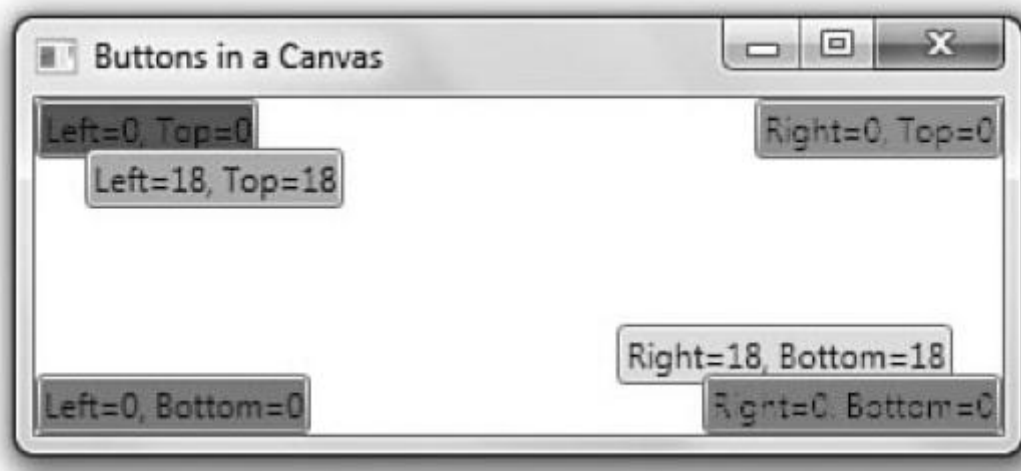 Buttons in a Canvas
Left=0, Top=0
Right=0, Top=0
Left=18, Top=18
Right=18, Bottom=18
Left=0, Bottom=0
Right=0, Bottom=0